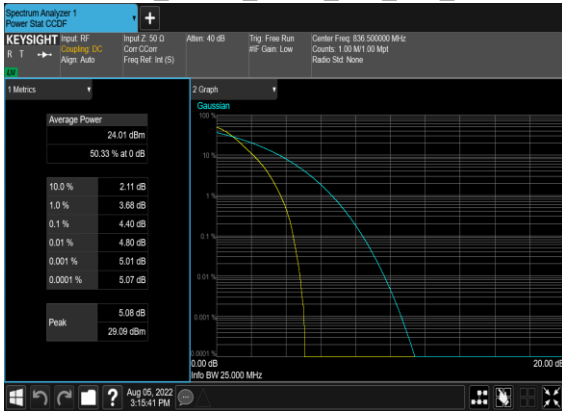 Spectrum Analyzer 1
Power Stat CCDF
KEYSIGHT
R T
LXI
Input: RF
Coupling: DC
Align: Auto
Input Z: 50 Ω
Corr CCorr
Freq Ref: Int (S)
Atten: 40 dB
Trig: Free Run
#IF Gain: Low
Center Freq: 836.500000 MHz
Counts: 1.00 M/1.00 Mpt
Radio Std: None
1 Metrics
Average Power
24.01 dBm
50.33 % at 0 dB
10.0 % 2.11 dB
1.0 % 3.68 dB
0.1 % 4.40 dB
0.01 % 4.80 dB
0.001 % 5.01 dB
0.0001 % 5.07 dB
Peak
5.08 dB
29.09 dBm
2 Graph
Gaussian
100 %
10 %
1 %
0.1 %
0.01 %
0.001 %
0.0001 %
0.00 dB 20.00 dB
Info BW 25.000 MHz
Aug 05, 2022
3:15:41 PM